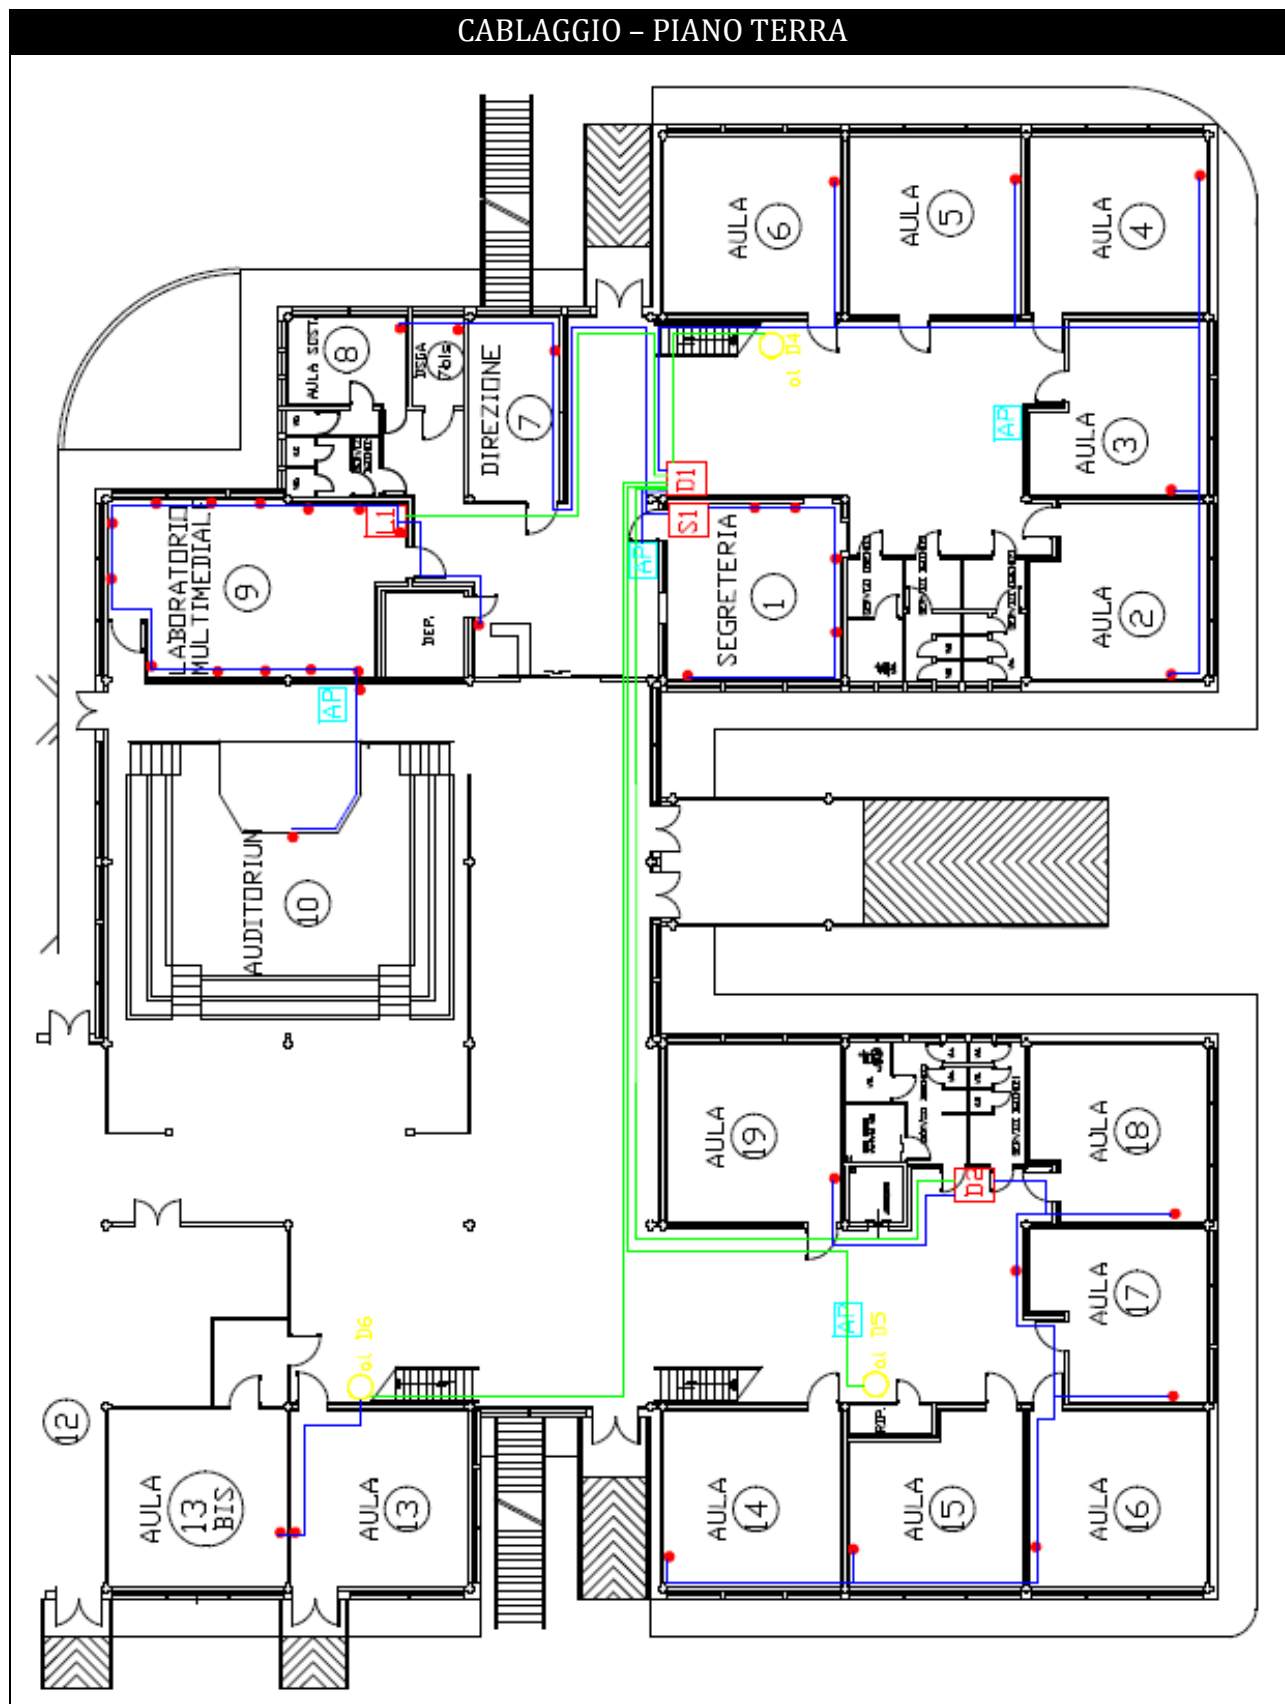 CABLAGGIO – PIANO TERRA
AULA
6
AULA
5
AULA
4
AULA SOST.
8
DSGA
7bis
DIREZIONE
7
al D4
AP
AULA
3
D1
S1
L1
LABORATORIO
MULTIMEDIALE
9
DEP.
AP
SEGRETERIA
1
AULA
2
AP
AUDITORIUM
10
AULA
19
AULA
18
D2
AULA
17
AP
al D5
al D6
12
AULA
13
BIS
AULA
13
AULA
14
RIP.
AULA
15
AULA
16